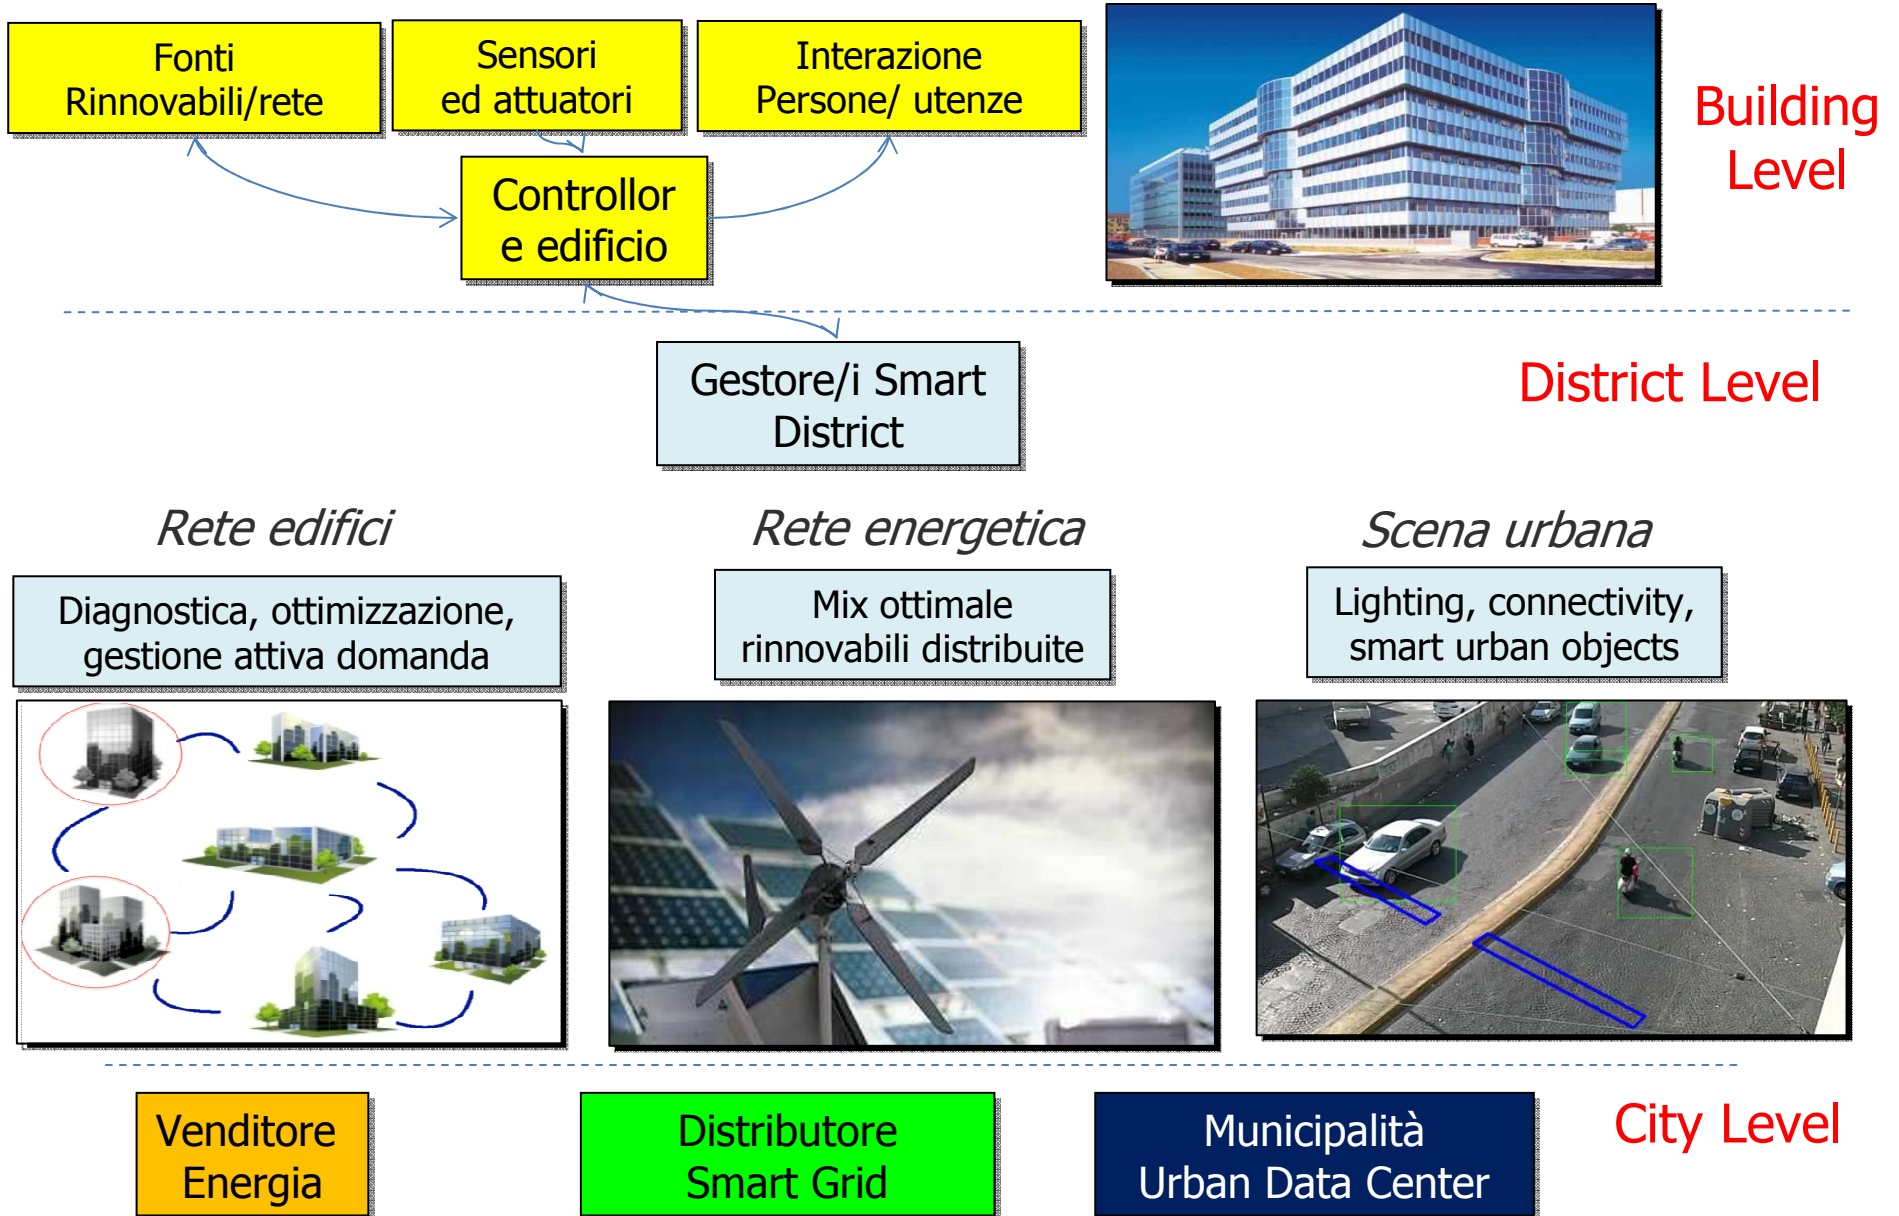 Fonti
Rinnovabili/rete
Sensori
ed attuatori
Interazione
Persone/ utenze
Building
Level
Controllor
e edificio
Gestore/i Smart
District
District Level
Rete edifici
Rete energetica
Scena urbana
Diagnostica, ottimizzazione,
gestione attiva domanda
Mix ottimale
rinnovabili distribuite
Lighting, connectivity,
smart urban objects
Venditore
Energia
Distributore
Smart Grid
Municipalità
Urban Data Center
City Level